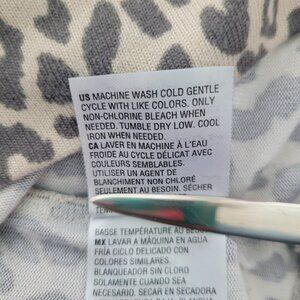 US MACHINE WASH COLD GENTLE
CYCLE WITH LIKE COLORS. ONLY
NON-CHLORINE BLEACH WHEN
NEEDED. TUMBLE DRY LOW. COOL
IRON WHEN NEEDED.
CA LAVER EN MACHINE À L'EAU
FROIDE AU CYCLE DÉLICAT AVEC
COULEURS SEMBLABLES.
UTILISER UN AGENT DE
BLANCHIMENT NON CHLORÉ
SEULEMENT AU BESOIN. SÉCHER
BASSE TEMPÉRATURE AU BESOIN.
MX LAVAR A MÁQUINA EN AGUA
FRÍA CICLO DELICADO CON
COLORES SIMILARES.
BLANQUEADOR SIN CLORO
SOLAMENTE CUANDO SEA
NECESARIO. SECAR EN SECADORA